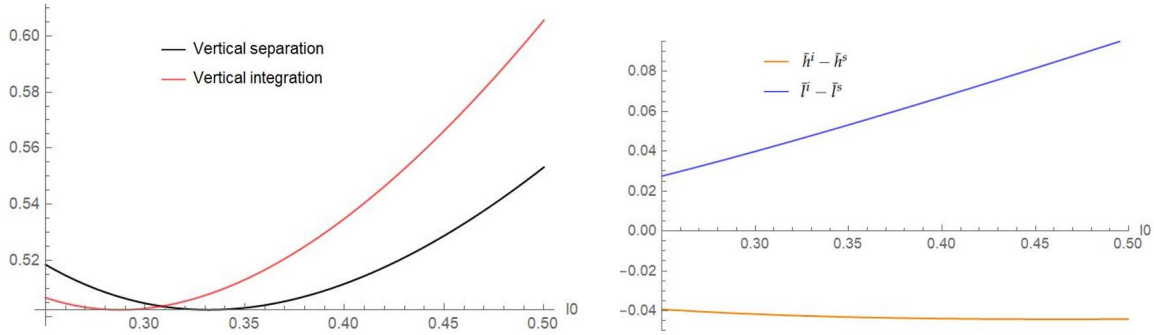 0.60
Vertical separation
Vertical integration
0.58
0.56
0.54
0.52
0.30 0.35 0.40 0.45 0.50 l0
0.08
h̄ⁱ − h̄ˢ
l̄ⁱ − l̄ˢ
0.06
0.04
0.02
0.00
0.30 0.35 0.40 0.45 0.50 l0
−0.02
−0.04